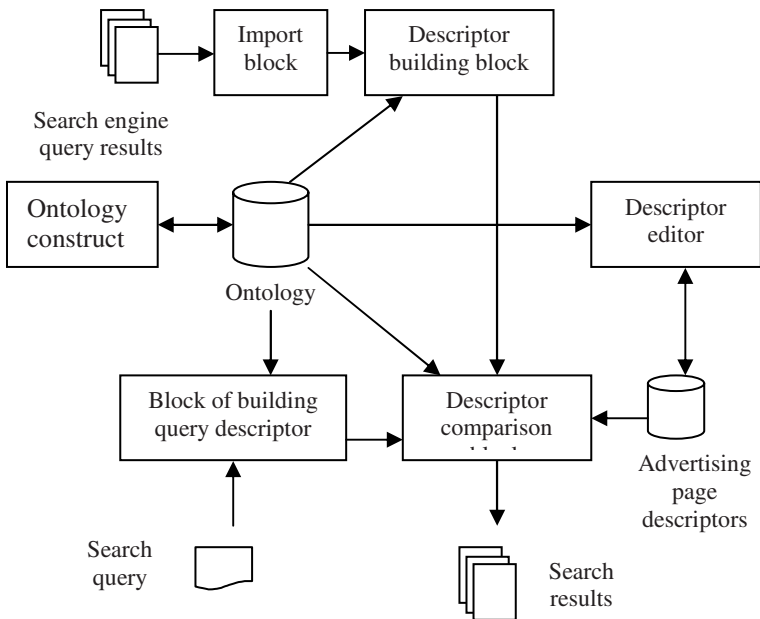 Import
block
Descriptor
building block
Search engine
query results
Ontology
construct
Descriptor
editor
Ontology
Block of building
query descriptor
Descriptor
comparison
Advertising
page
descriptors
Search
query
Search
results